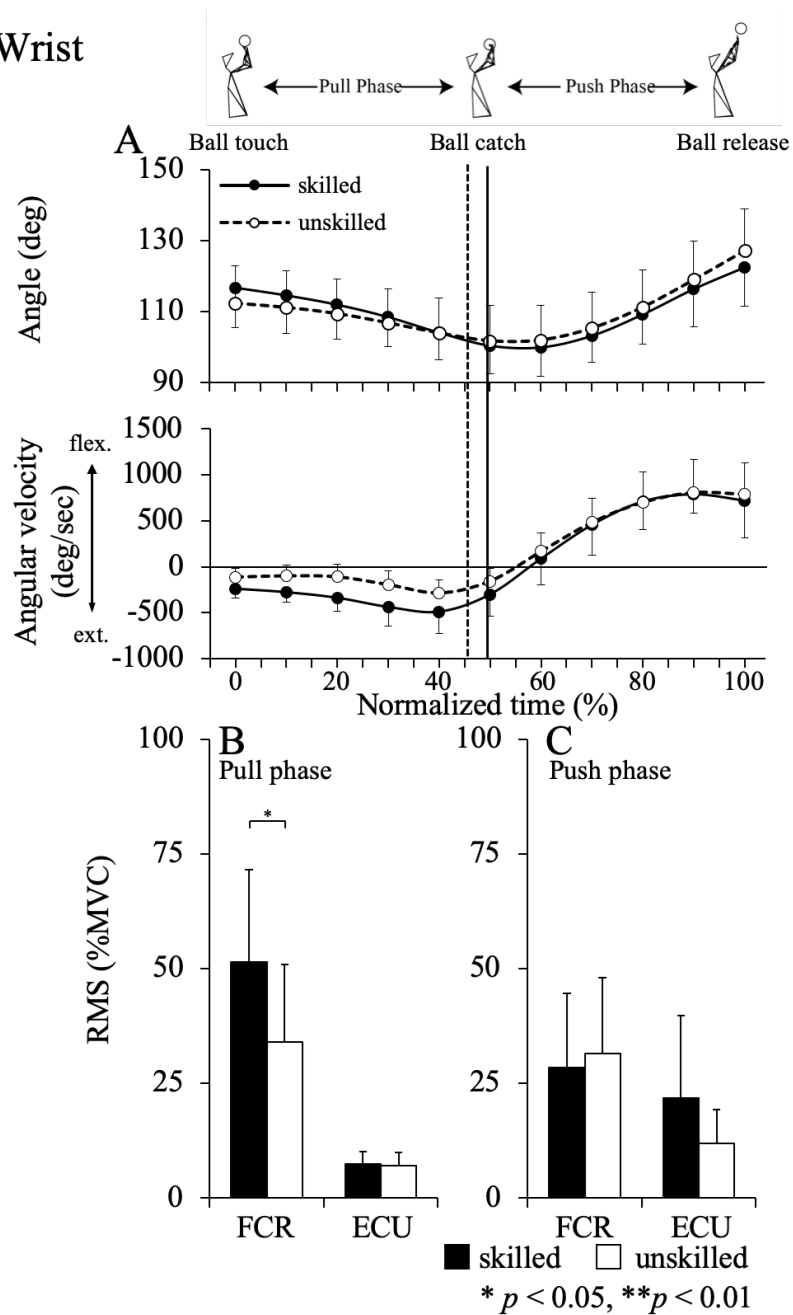 Wrist
Pull Phase
Push Phase
Ball touch
Ball catch
Ball release
A
150
130
110
90
Angle (deg)
skilled
unskilled
1500
1000
500
0
-500
-1000
Angular velocity
(deg/sec)
flex.
ext.
0
20
40
60
80
100
Normalized time (%)
B
Pull phase
100
75
50
25
0
RMS (%MVC)
*
FCR
ECU
C
Push phase
100
75
50
25
0
FCR
ECU
skilled
unskilled
* p < 0.05, **p < 0.01